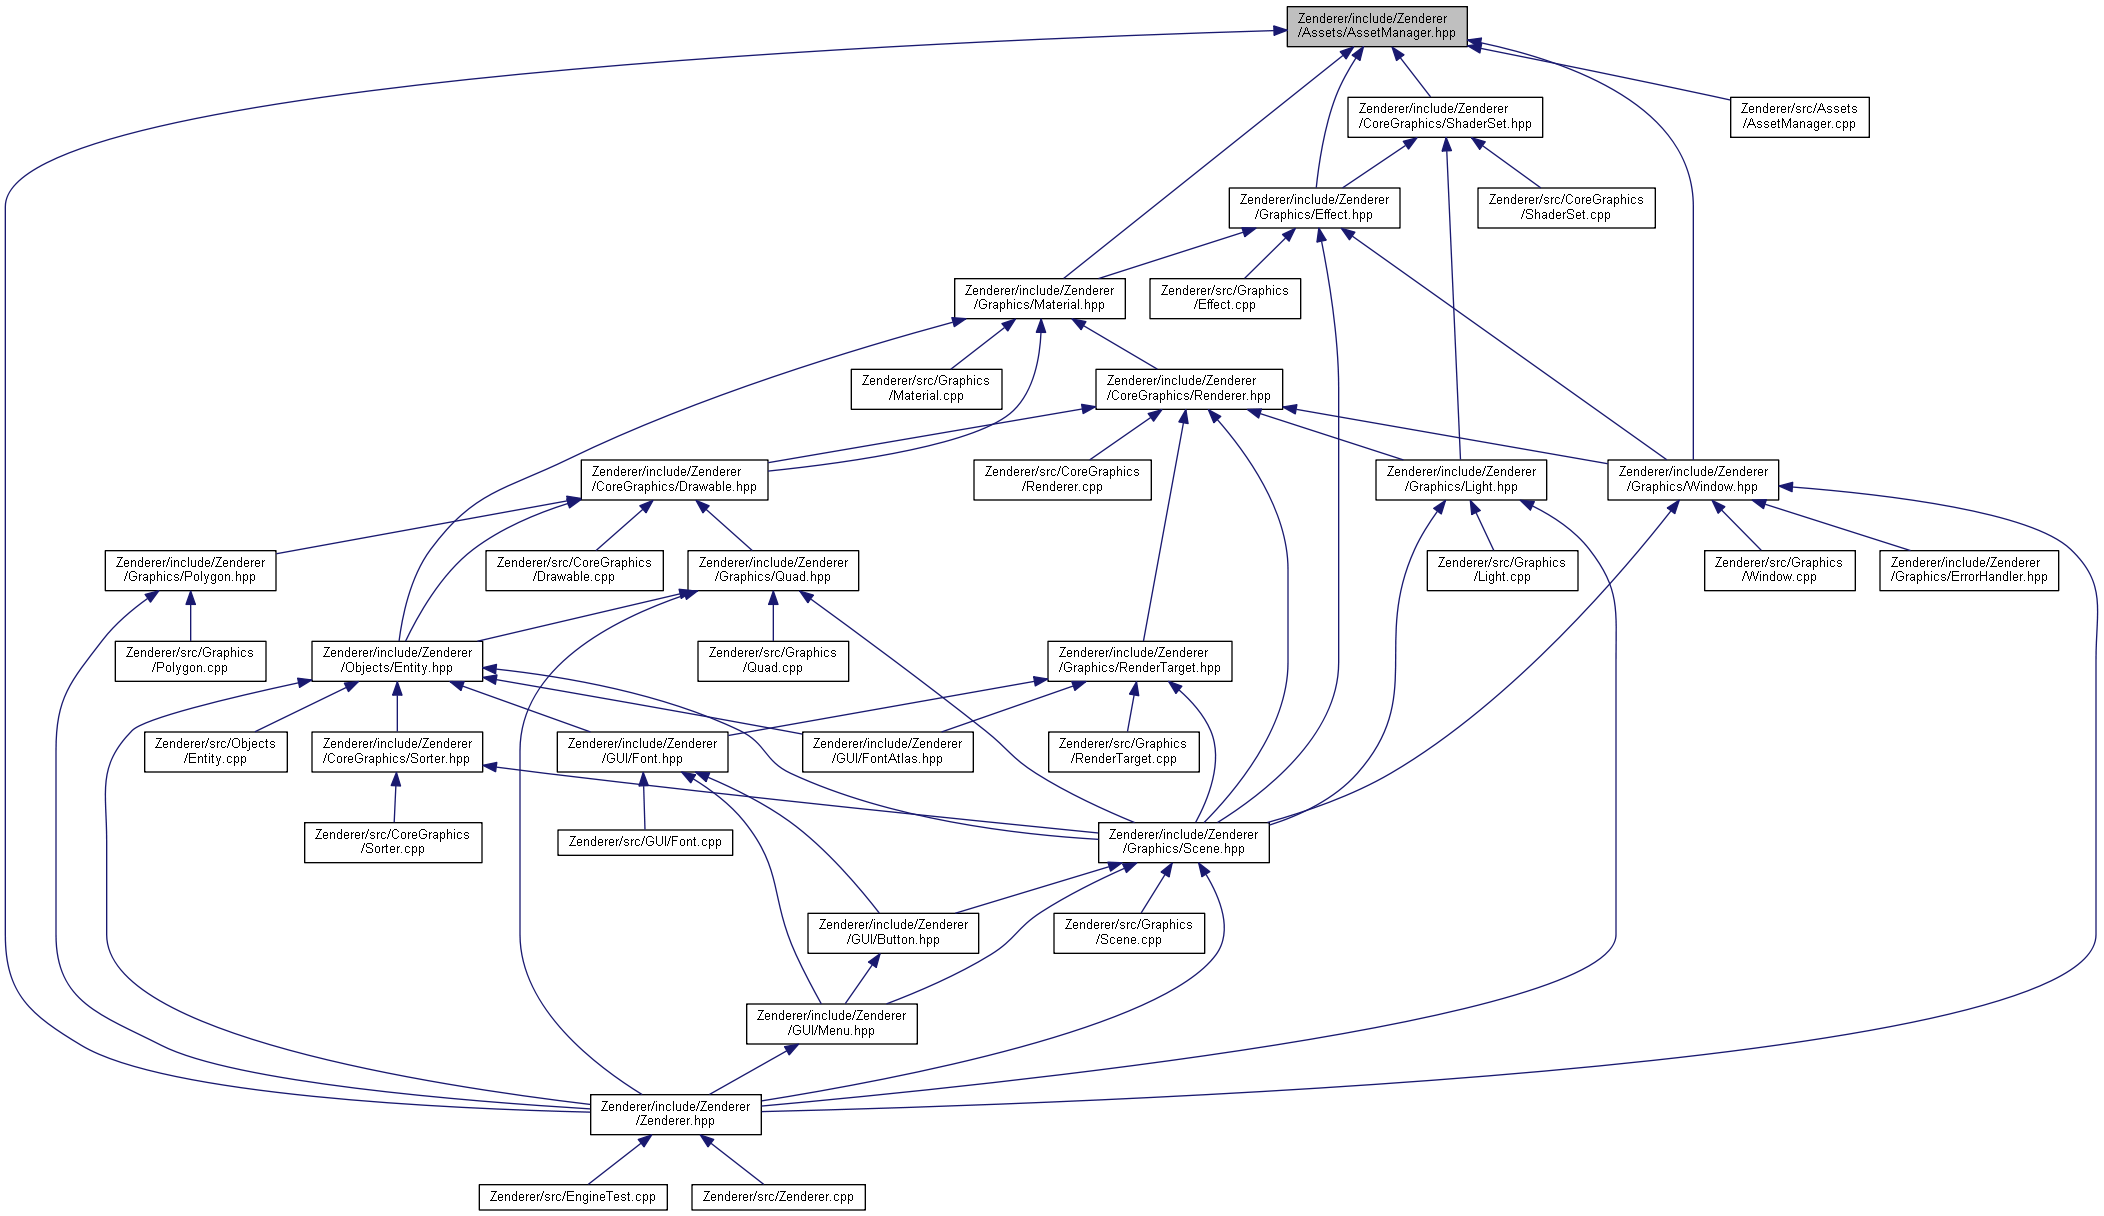 Zenderer/include/Zenderer
/Assets/AssetManager.hpp
Zenderer/include/Zenderer
/CoreGraphics/ShaderSet.hpp
Zenderer/src/Assets
/AssetManager.cpp
Zenderer/include/Zenderer
/Graphics/Effect.hpp
Zenderer/src/CoreGraphics
/ShaderSet.cpp
Zenderer/include/Zenderer
/Graphics/Material.hpp
Zenderer/src/Graphics
/Effect.cpp
Zenderer/src/Graphics
/Material.cpp
Zenderer/include/Zenderer
/CoreGraphics/Renderer.hpp
Zenderer/include/Zenderer
/CoreGraphics/Drawable.hpp
Zenderer/src/CoreGraphics
/Renderer.cpp
Zenderer/include/Zenderer
/Graphics/Light.hpp
Zenderer/include/Zenderer
/Graphics/Window.hpp
Zenderer/include/Zenderer
/Graphics/Polygon.hpp
Zenderer/src/CoreGraphics
/Drawable.cpp
Zenderer/include/Zenderer
/Graphics/Quad.hpp
Zenderer/src/Graphics
/Light.cpp
Zenderer/src/Graphics
/Window.cpp
Zenderer/include/Zenderer
/Graphics/ErrorHandler.hpp
Zenderer/src/Graphics
/Polygon.cpp
Zenderer/include/Zenderer
/Objects/Entity.hpp
Zenderer/src/Graphics
/Quad.cpp
Zenderer/include/Zenderer
/Graphics/RenderTarget.hpp
Zenderer/src/Objects
/Entity.cpp
Zenderer/include/Zenderer
/CoreGraphics/Sorter.hpp
Zenderer/include/Zenderer
/GUI/Font.hpp
Zenderer/include/Zenderer
/GUI/FontAtlas.hpp
Zenderer/src/Graphics
/RenderTarget.cpp
Zenderer/src/CoreGraphics
/Sorter.cpp
Zenderer/src/GUI/Font.cpp
Zenderer/include/Zenderer
/Graphics/Scene.hpp
Zenderer/include/Zenderer
/GUI/Button.hpp
Zenderer/src/Graphics
/Scene.cpp
Zenderer/include/Zenderer
/GUI/Menu.hpp
Zenderer/include/Zenderer
/Zenderer.hpp
Zenderer/src/EngineTest.cpp
Zenderer/src/Zenderer.cpp